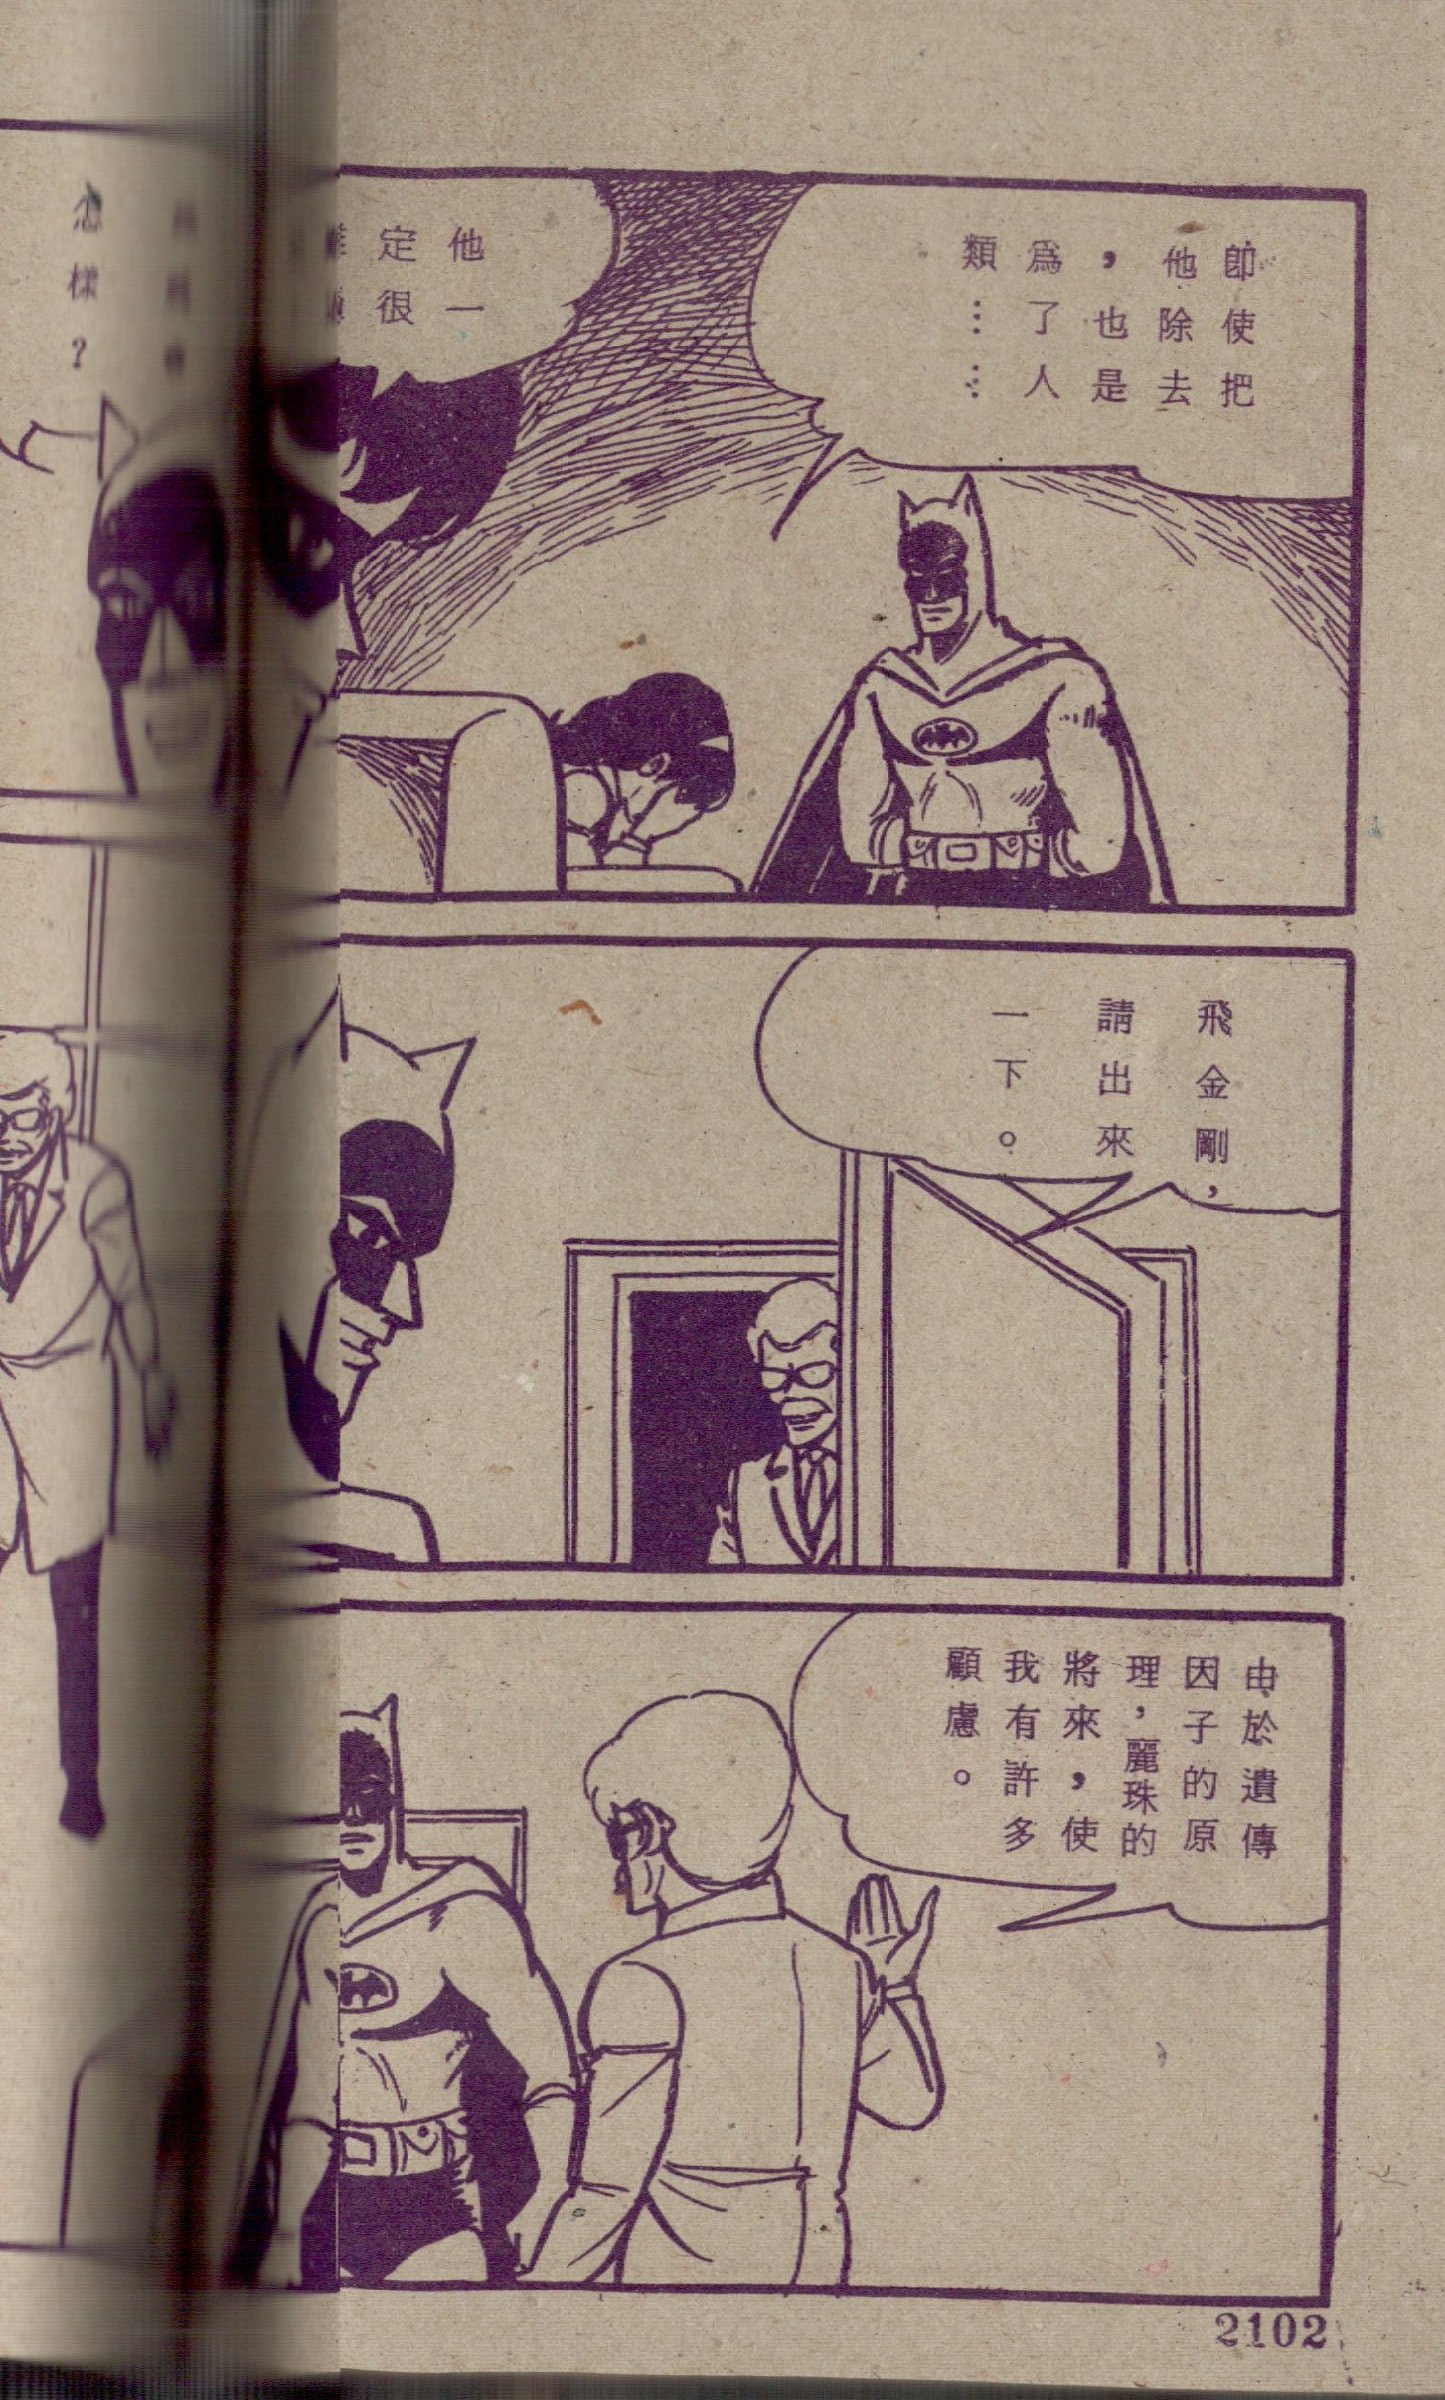 即使把
他除去
，也是
爲了人
類……
他一
定很
飛金剛，
請出來
一下。
由於遺傳
因子的原
理，麗珠的
將來，使
我有許多
顧慮。
2102
怎樣？